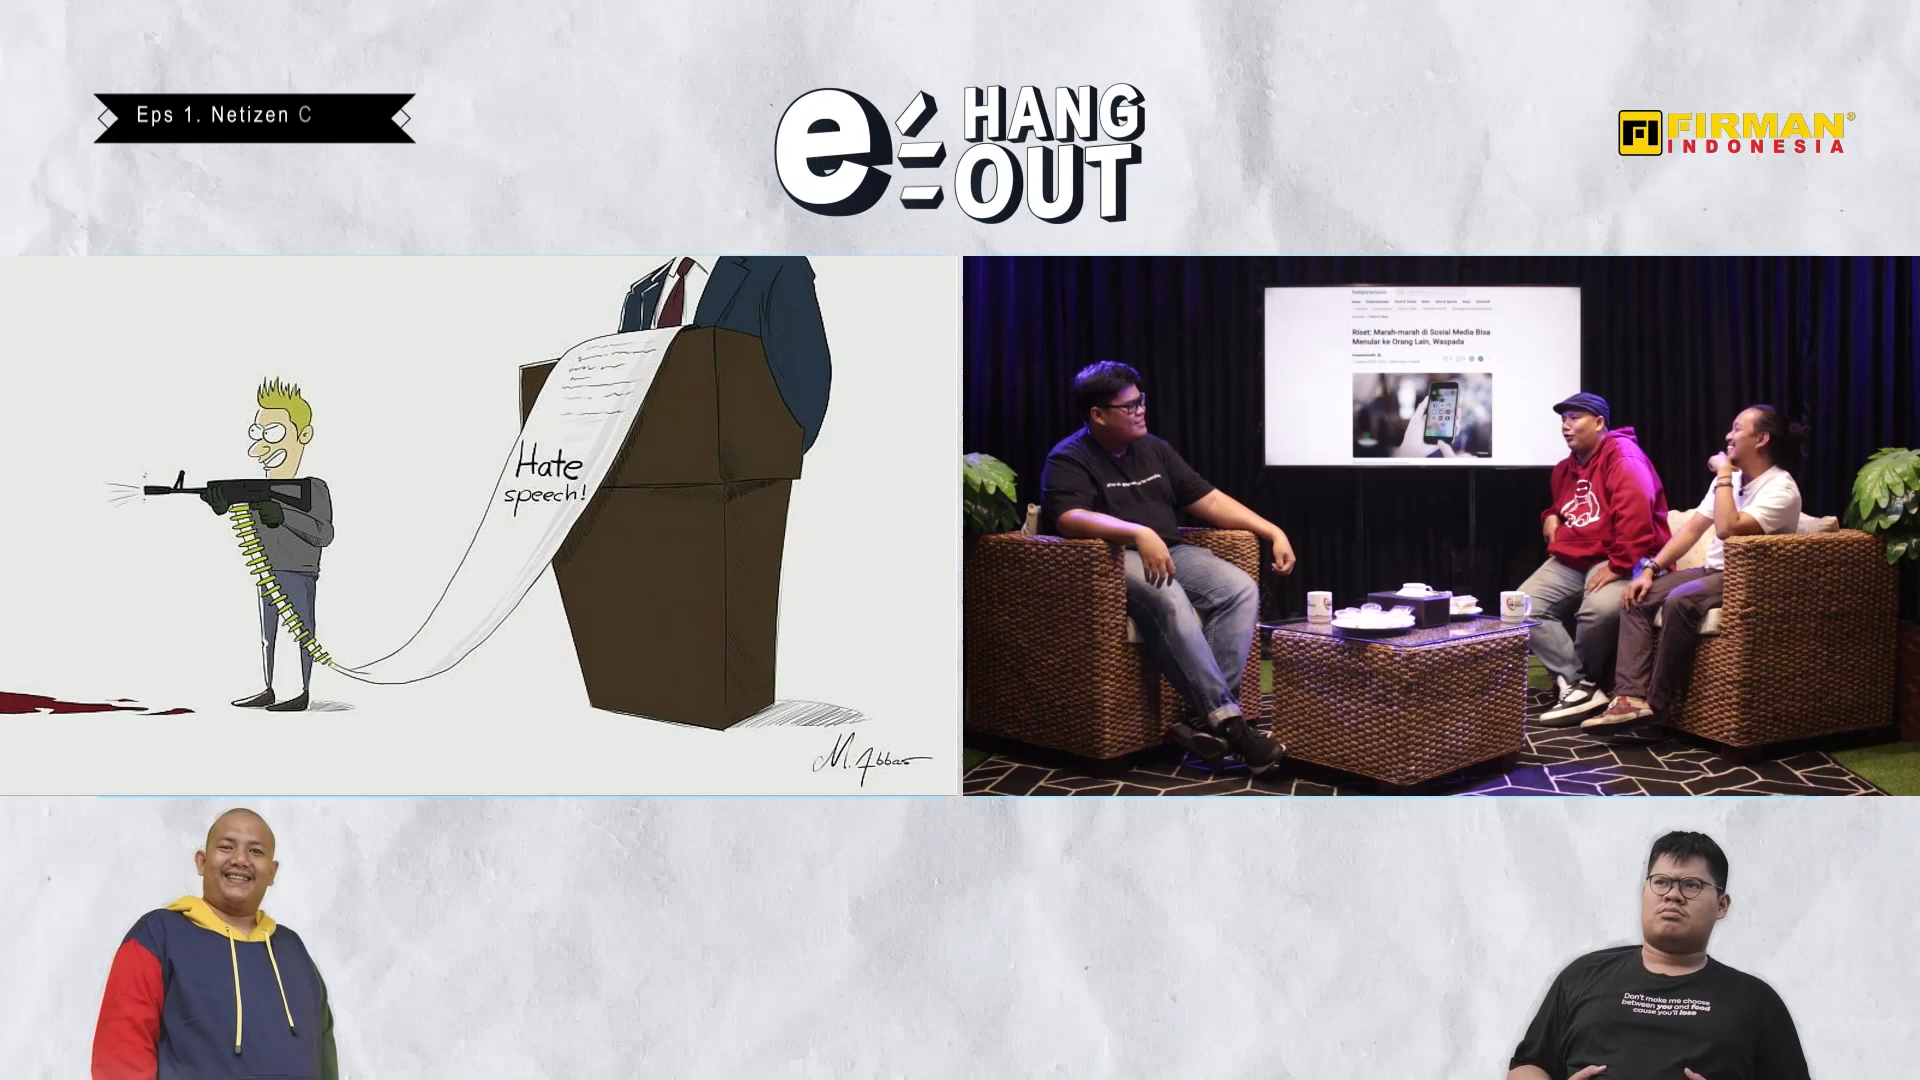 Eps 1. Netizen C
e HANG
OUT
FI FIRMAN®
INDONESIA
Hate
speech!
M. Abbas
Riset: Marah-marah di Sosial Media Bisa
Menular ke Orang Lain, Waspada
Don't make me choose
between you and food
cause you'll lose